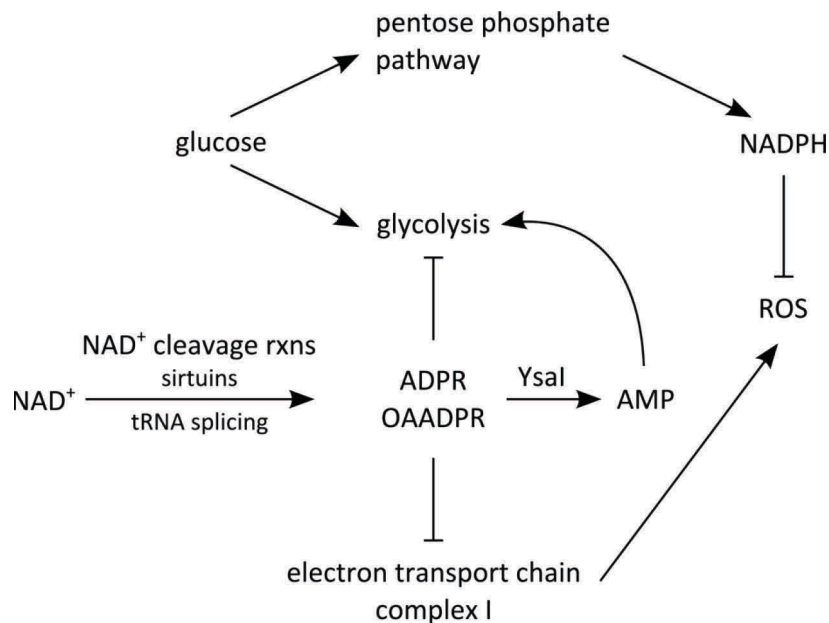 pentose phosphate
pathway
NADPH
glucose
glycolysis
ROS
NAD⁺ cleavage rxns
sirtuins
NAD⁺
tRNA splicing
ADPR
OAADPR
YsaI
AMP
electron transport chain
complex I